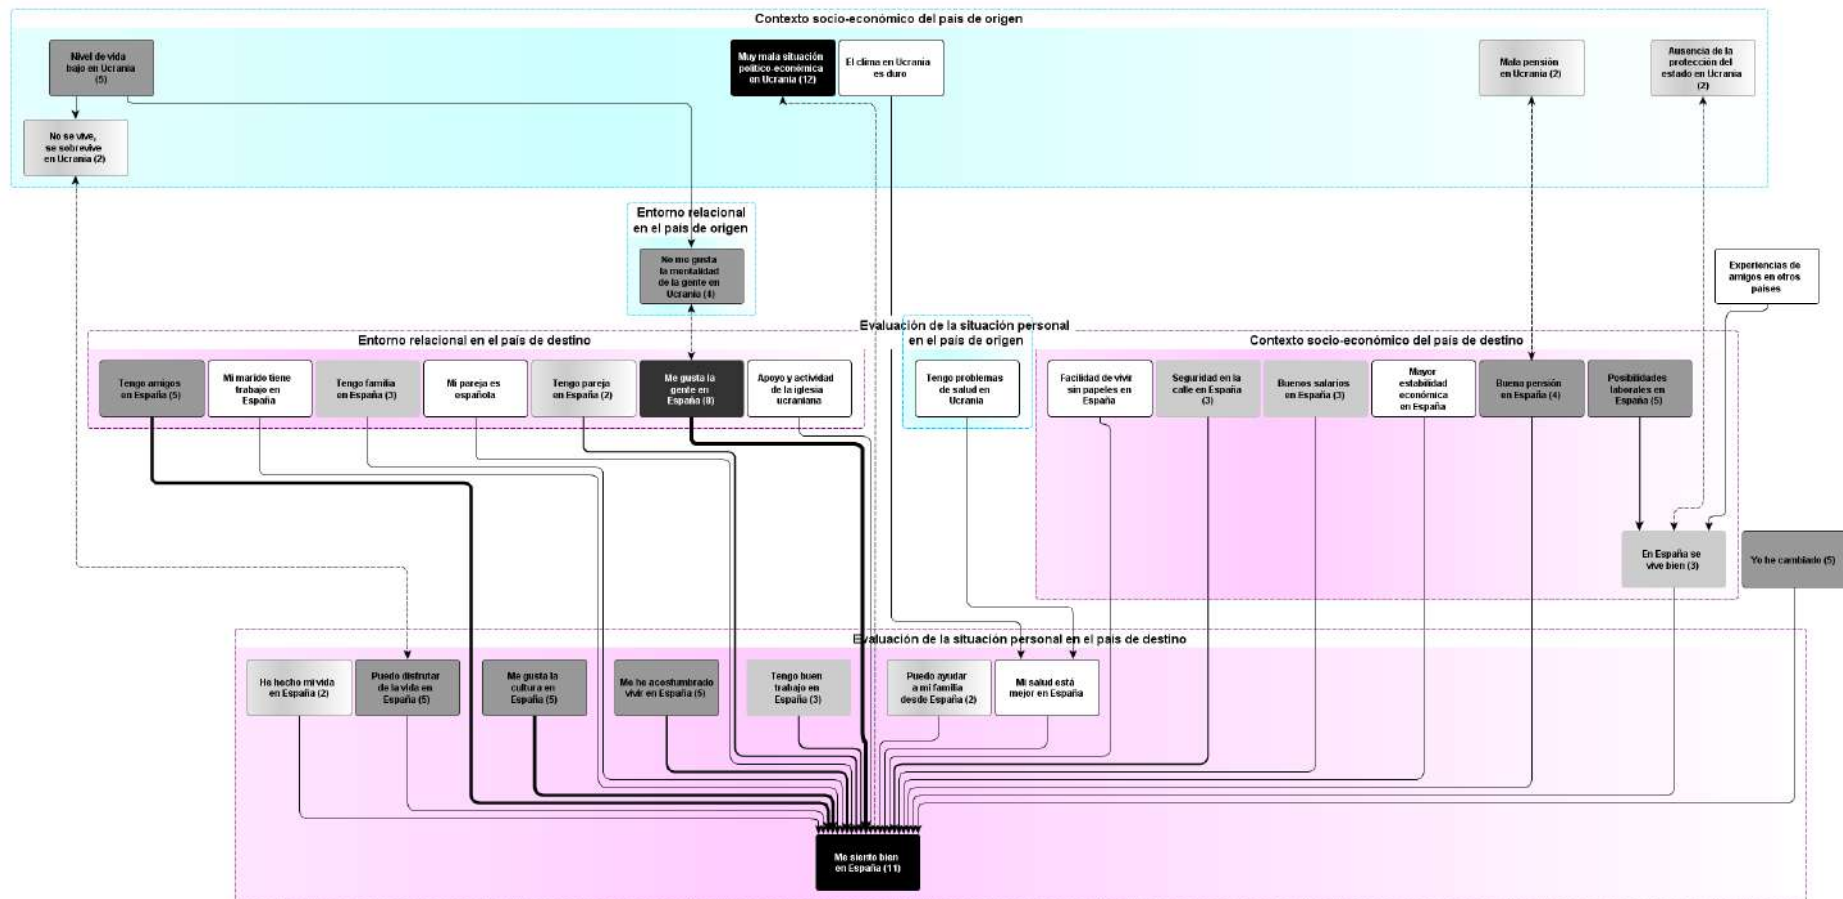 Contexto socio-económico del país de origen
Nivel de vida
bajo en Ucrania
(5)
Muy mala situación
político-económica
en Ucrania (12)
El clima en Ucrania
es duro
Mala pensión
en Ucrania (2)
Ausencia de la
protección del
estado en Ucrania
(2)
No se vive,
se sobrevive
en Ucrania (2)
Entorno relacional
en el país de origen
No me gusta
la mentalidad
de la gente en
Ucrania (4)
Experiencias de
amigos en otros
países
Evaluación de la situación personal
en el país de origen
Entorno relacional en el país de destino
Contexto socio-económico del país de destino
Tengo amigos
en España (5)
Mi marido tiene
trabajo en
España
Tengo familia
en España (3)
Mi pareja es
española
Tengo pareja
en España (2)
Me gusta la
gente en
España (8)
Apoyo y actividad
de la iglesia
ucraniana
Tengo problemas
de salud en
Ucrania
Facilidad de vivir
sin papeles en
España
Seguridad en la
calle en España
(3)
Buenos salarios
en España (3)
Mayor
estabilidad
económica
en España
Buena pensión
en España (4)
Posibilidades
laborales en
España (5)
En España se
vive bien (3)
Yo he cambiado (5)
Evaluación de la situación personal en el país de destino
He hecho mi vida
en España (2)
Puedo disfrutar
de la vida en
España (5)
Me gusta la
cultura en
España (5)
Me he acostumbrado
vivir en España (5)
Tengo buen
trabajo en
España (3)
Puedo ayudar
a mi familia
desde España (2)
Mi salud está
mejor en España
Me siento bien
en España (11)